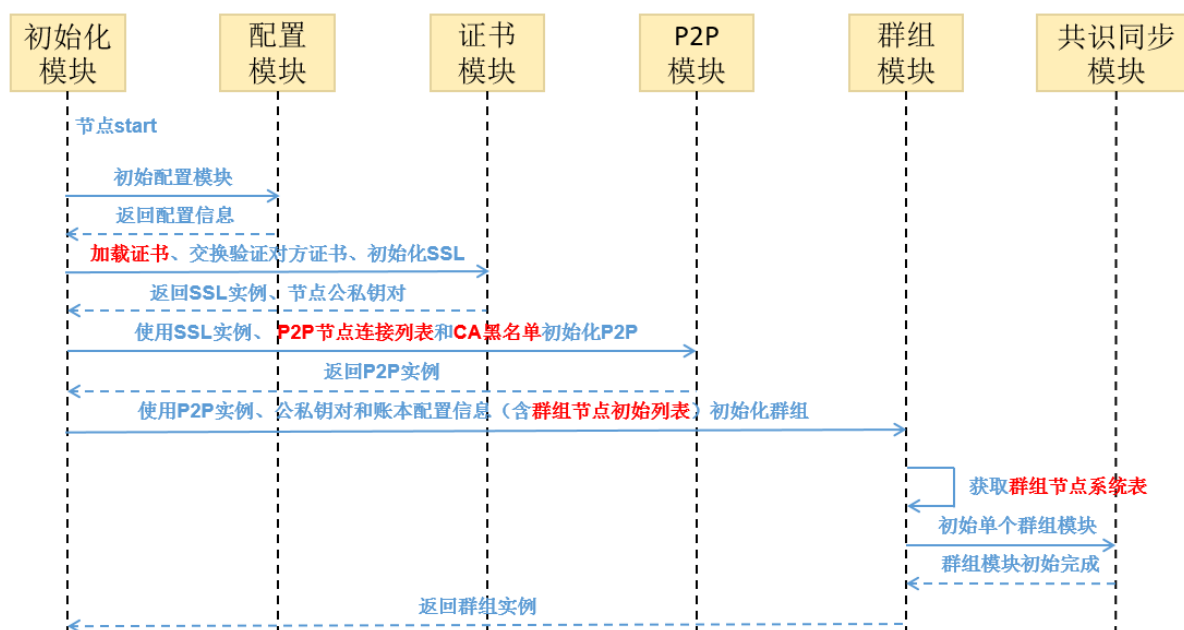 初始化
模块
配置
模块
证书
模块
P2P
模块
群组
模块
共识同步
模块
节点start
初始配置模块
返回配置信息
加载证书、交换验证对方证书、初始化SSL
返回SSL实例、节点公私钥对
使用SSL实例、 P2P节点连接列表和CA黑名单初始化P2P
返回P2P实例
使用P2P实例、公私钥对和账本配置信息（含群组节点初始列表）初始化群组
获取群组节点系统表
初始单个群组模块
群组模块初始完成
返回群组实例